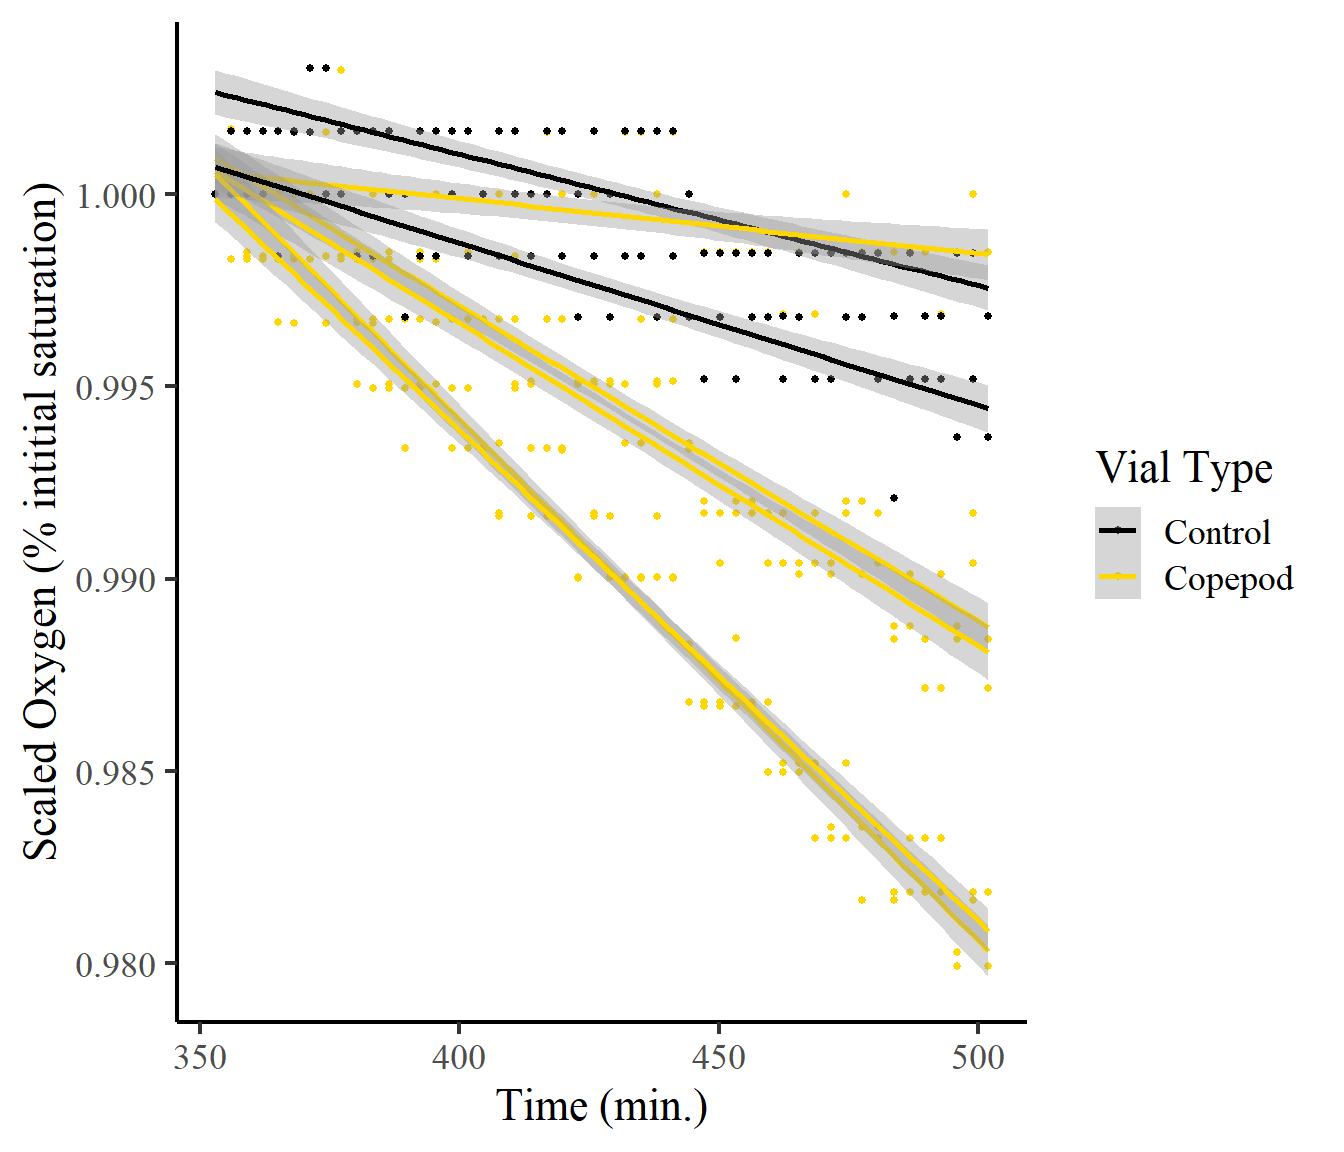 Scaled Oxygen (% intitial saturation)
1.000
0.995
0.990
0.985
0.980
350 400 450 500
Time (min.)
Vial Type
Control
Copepod